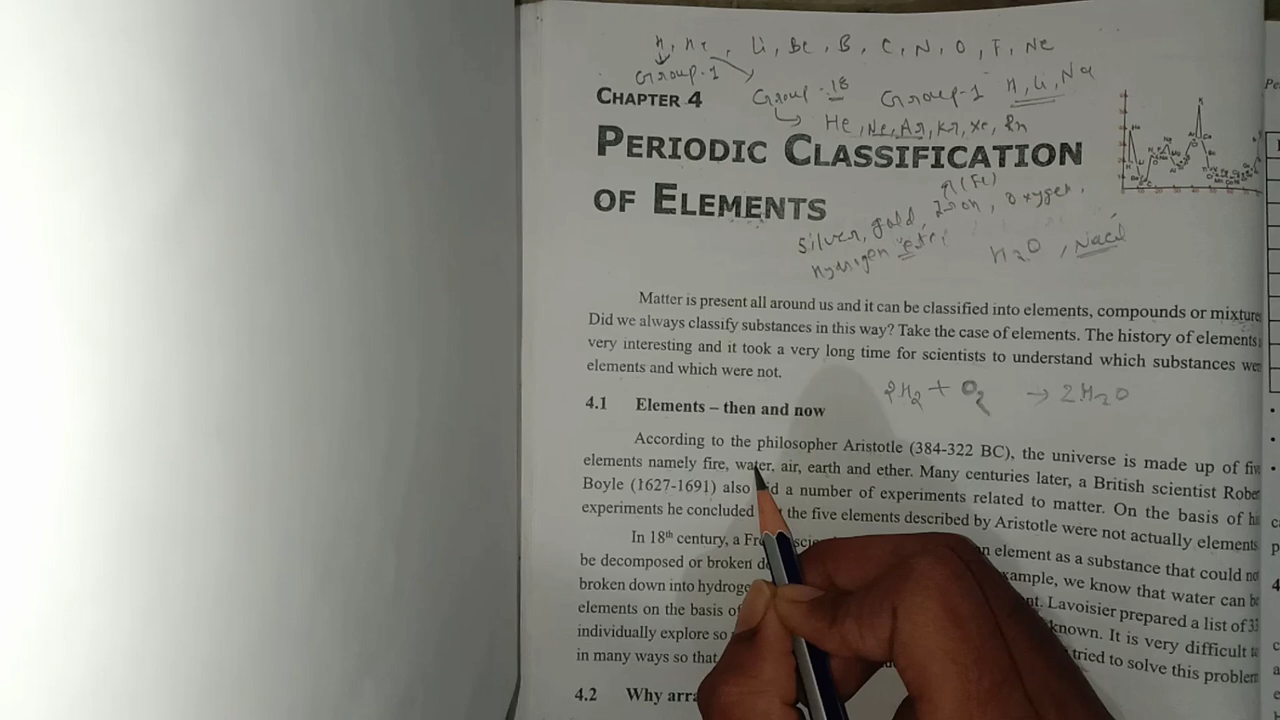 H, He, Li, Be, B, C, N, O, F, Ne
Group-1
Group-18 Group-1 H, Li, Na
CHAPTER 4
He, Ne, Ar, Kr, Xe, Rn
PERIODIC CLASSIFICATION
OF ELEMENTS
(Fe)
Silver, gold, Iron, Oxygen,
Hydrogen etc. H2O, NaCl
Matter is present all around us and it can be classified into elements, compounds or mixture
Did we always classify substances in this way? Take the case of elements. The history of elements
very interesting and it took a very long time for scientists to understand which substances we
elements and which were not.
2H2 + O2 → 2H2O
4.1 Elements – then and now
According to the philosopher Aristotle (384-322 BC), the universe is made up of fiv
elements namely fire, water, air, earth and ether. Many centuries later, a British scientist Rober
Boyle (1627-1691) also a number of experiments related to matter. On the basis of hi
experiments he concluded the five elements described by Aristotle were not actually elements
In 18th century, a an element as a substance that could no
be decomposed or broken example, we know that water can be
broken down into Lavoisier prepared a list of 33
elements on the basis of known. It is very difficult to
individually explore tried to solve this problem
in many ways so that
4.2 Why